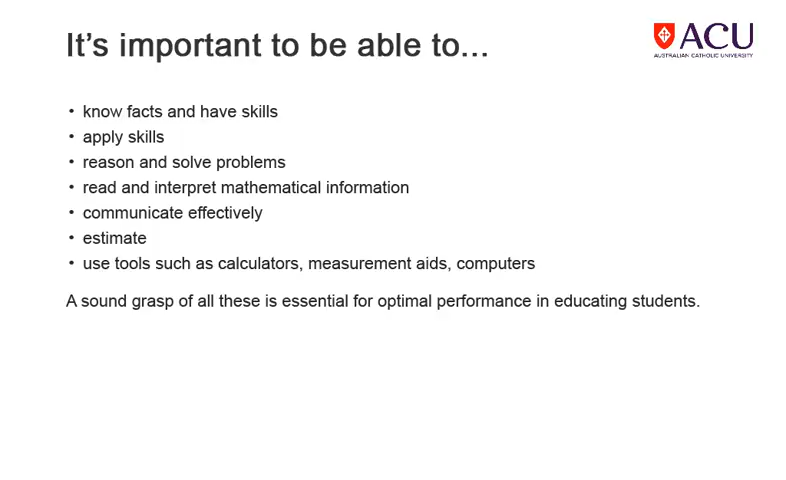 It's important to be able to...
ACU
AUSTRALIAN CATHOLIC UNIVERSITY
• know facts and have skills
• apply skills
• reason and solve problems
• read and interpret mathematical information
• communicate effectively
• estimate
• use tools such as calculators, measurement aids, computers
A sound grasp of all these is essential for optimal performance in educating students.